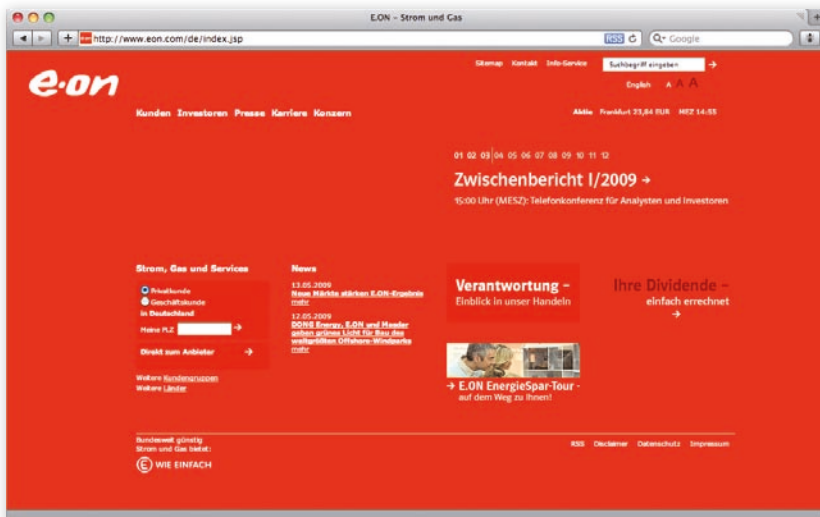 E.ON – Strom und Gas
http://www.eon.com/de/index.jsp
RSS
Google
Sitemap Kontakt Info-Service
Suchbegriff eingeben
e·on
English A A A
Kunden Investoren Presse Karriere Konzern
Aktie Frankfurt 23,84 EUR MEZ 14:55
01 02 03 04 05 06 07 08 09 10 11 12
Zwischenbericht I/2009 →
15:00 Uhr (MESZ): Telefonkonferenz für Analysten und Investoren
Strom, Gas und Services
Privatkunde
Geschäftskunde
in Deutschland
Meine PLZ →
Direkt zum Anbieter →
Weitere Kundengruppen
Weitere Länder
News
13.05.2009
Neue Märkte stärken E.ON-Ergebnis
mehr
12.05.2009
DONG Energy, E.ON und Masdar
geben grünes Licht für Bau des
weltgrößten Offshore-Windparks
mehr
Verantwortung –
Einblick in unser Handeln
Ihre Dividende –
einfach errechnet
→
→ E.ON EnergieSpar-Tour -
auf dem Weg zu Ihnen!
Bundesweit günstig
Strom und Gas bietet:
E WIE EINFACH
RSS Disclaimer Datenschutz Impressum